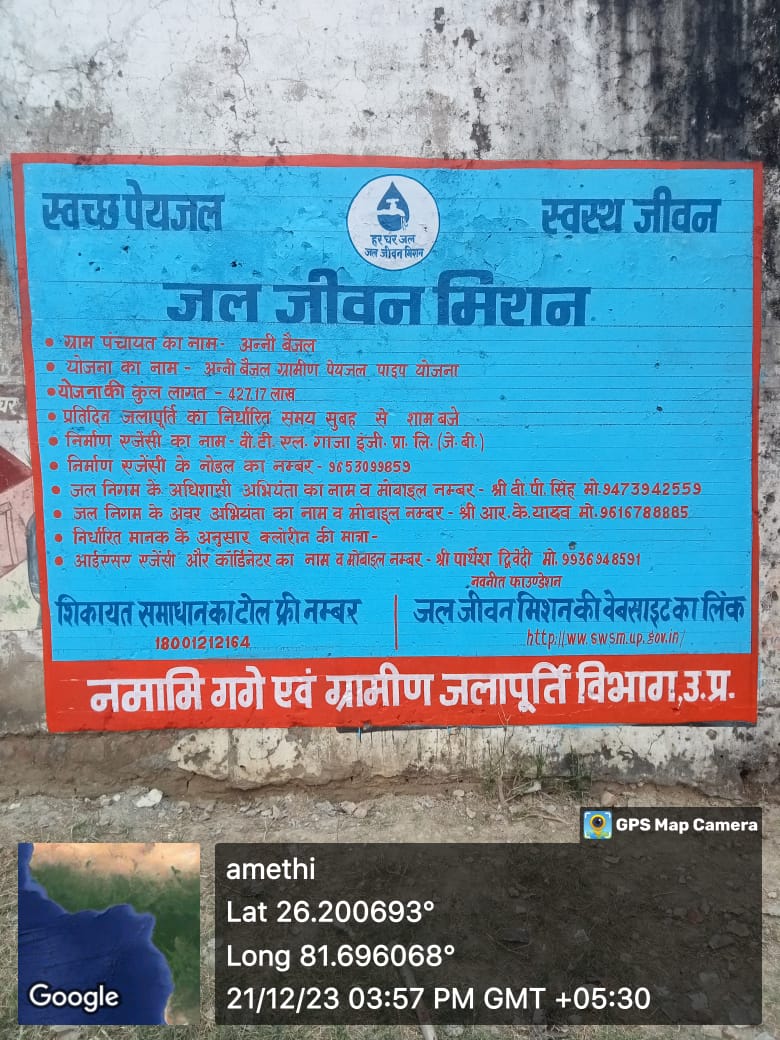 स्वच्छ पेयजल
हर घर जल
जल जीवन मिशन
स्वस्थ जीवन
जल जीवन मिशन
• ग्राम पंचायत का नाम- अन्नी बैजल
• योजना का नाम - अन्नी बैजल ग्रामीण पेयजल पाइप योजना
• योजना की कुल लागत - 427.17 लाख
• प्रतिदिन जलापूर्ति का निर्धारित समय सुबह से शाम बजे
• निर्माण एजेंसी का नाम- वी.टी.एल. गाजा इंजी. प्रा. लि. (जे.बी.)
• निर्माण एजेंसी के नोडल का नम्बर - 9653099859
• जल निगम के अधिशासी अभियंता का नाम व मोबाइल नम्बर - श्री वी.पी. सिंह मो.9473942559
• जल निगम के अवर अभियंता का नाम व मोबाइल नम्बर - श्री आर.के.यादव मो.9616788885
• निर्धारित मानक के अनुसार क्लोरीन की मात्रा-
• आईएसए एजेंसी और कॉर्डिनेटर का नाम व मोबाइल नम्बर - श्री पार्थेश द्विवेदी मो. 9936948591
नवनीत फाउण्डेशन
शिकायत समाधान का टोल फ्री नम्बर
18001212164
जल जीवन मिशन की वेबसाइट का लिंक
http://ww.swsm.up.gov.in/
नमामि गगे एवं ग्रामीण जलापूर्ति विभाग,उ.प्र.
GPS Map Camera
amethi
Lat 26.200693°
Long 81.696068°
21/12/23 03:57 PM GMT +05:30
Google